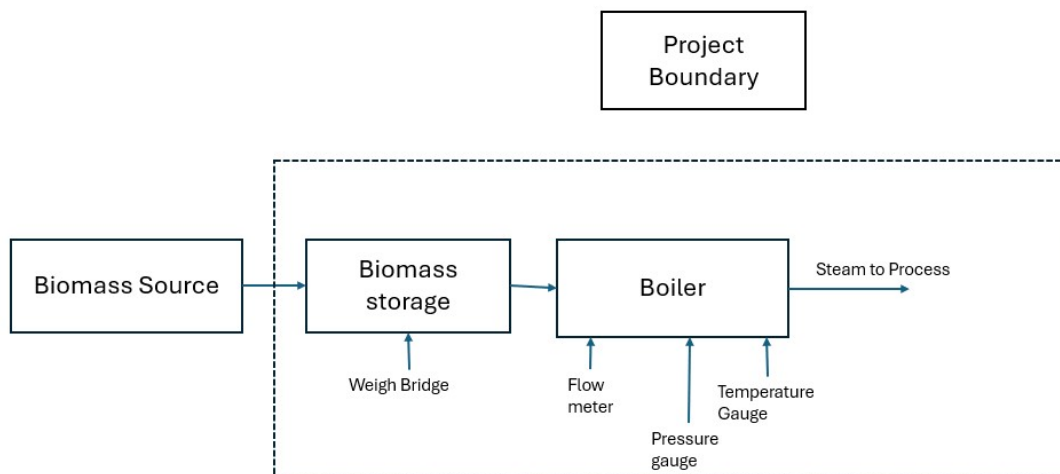 Project
Boundary
Biomass Source
Biomass
storage
Boiler
Steam to Process
Weigh Bridge
Flow
meter
Pressure
gauge
Temperature
Gauge